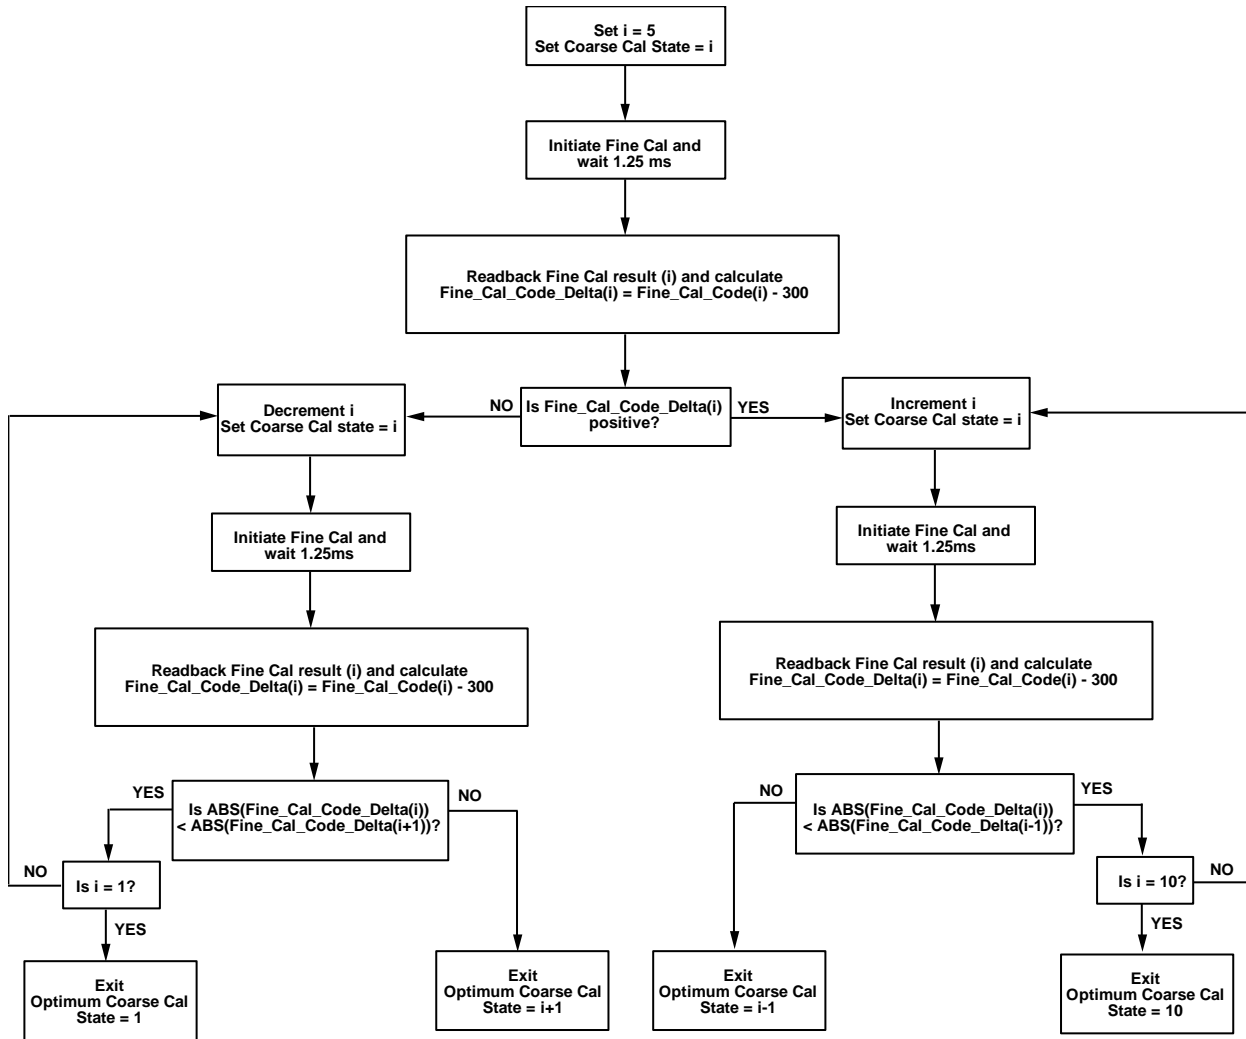 Set i = 5
Set Coarse Cal State = i
Initiate Fine Cal and
wait 1.25 ms
Readback Fine Cal result (i) and calculate
Fine_Cal_Code_Delta(i) = Fine_Cal_Code(i) - 300
NO
Is Fine_Cal_Code_Delta(i)
positive?
YES
Decrement i
Set Coarse Cal state = i
Increment i
Set Coarse Cal state = i
Initiate Fine Cal and
wait 1.25ms
Initiate Fine Cal and
wait 1.25ms
Readback Fine Cal result (i) and calculate
Fine_Cal_Code_Delta(i) = Fine_Cal_Code(i) - 300
Readback Fine Cal result (i) and calculate
Fine_Cal_Code_Delta(i) = Fine_Cal_Code(i) - 300
YES
Is ABS(Fine_Cal_Code_Delta(i))
< ABS(Fine_Cal_Code_Delta(i+1))?
NO
NO
Is ABS(Fine_Cal_Code_Delta(i))
< ABS(Fine_Cal_Code_Delta(i-1))?
YES
NO
Is i = 1?
YES
Is i = 10?
NO
YES
Exit
Optimum Coarse Cal
State = 1
Exit
Optimum Coarse Cal
State = i+1
Exit
Optimum Coarse Cal
State = i-1
Exit
Optimum Coarse Cal
State = 10